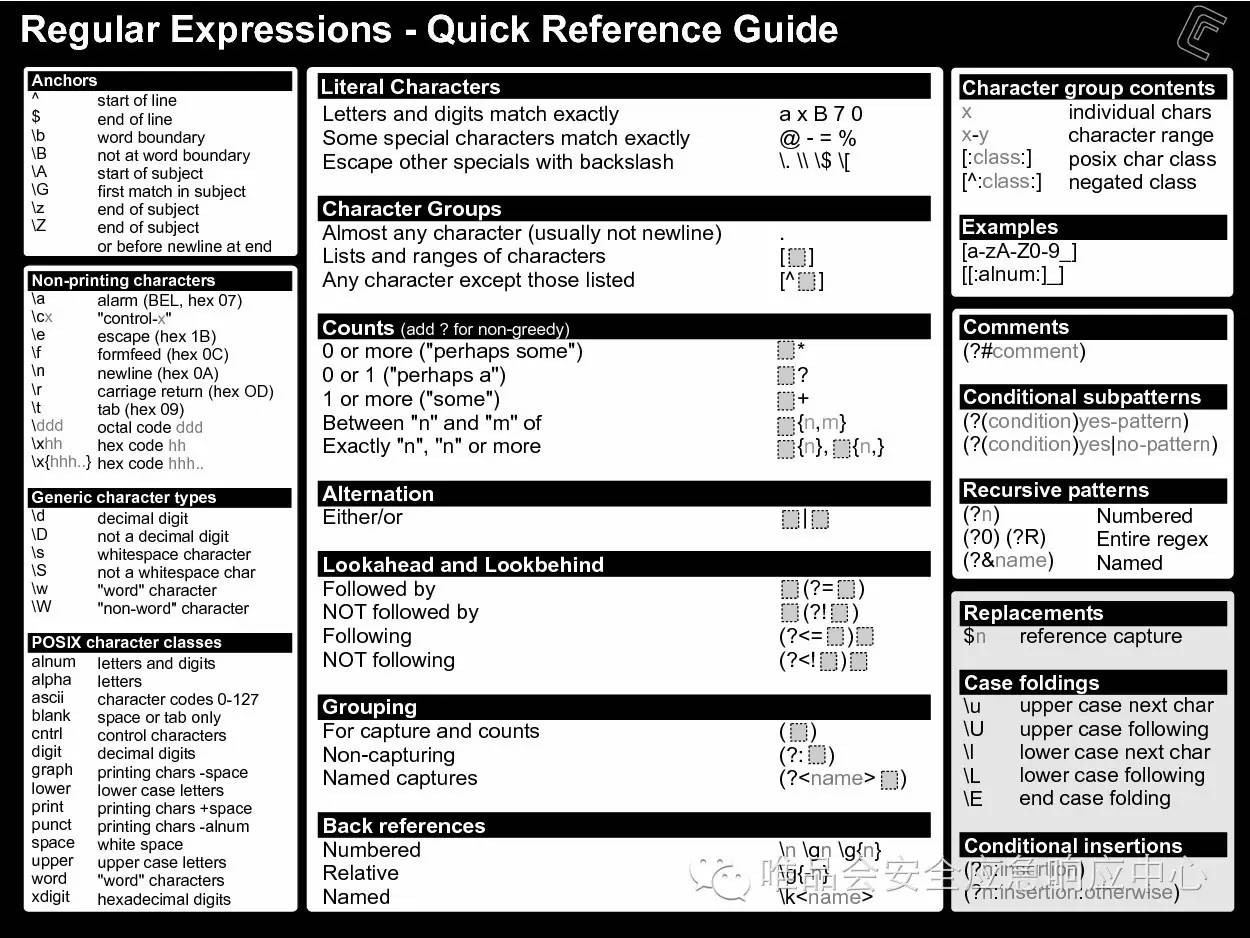 Regular Expressions - Quick Reference Guide
Anchors
^ start of line
$ end of line
\b word boundary
\B not at word boundary
\A start of subject
\G first match in subject
\z end of subject
\Z end of subject
or before newline at end
Non-printing characters
\a alarm (BEL, hex 07)
\cx "control-x"
\e escape (hex 1B)
\f formfeed (hex 0C)
\n newline (hex 0A)
\r carriage return (hex OD)
\t tab (hex 09)
\ddd octal code ddd
\xhh hex code hh
\x{hhh..} hex code hhh..
Generic character types
\d decimal digit
\D not a decimal digit
\s whitespace character
\S not a whitespace char
\w "word" character
\W "non-word" character
POSIX character classes
alnum letters and digits
alpha letters
ascii character codes 0-127
blank space or tab only
cntrl control characters
digit decimal digits
graph printing chars -space
lower lower case letters
print printing chars +space
punct printing chars -alnum
space white space
upper upper case letters
word "word" characters
xdigit hexadecimal digits
Literal Characters
Letters and digits match exactly a x B 7 0
Some special characters match exactly @ - = %
Escape other specials with backslash \. \\ \$ \[
Character Groups
Almost any character (usually not newline) .
Lists and ranges of characters [ ]
Any character except those listed [^ ]
Counts (add ? for non-greedy)
0 or more ("perhaps some") *
0 or 1 ("perhaps a") ?
1 or more ("some") +
Between "n" and "m" of {n,m}
Exactly "n", "n" or more {n}, {n,}
Alternation
Either/or |
Lookahead and Lookbehind
Followed by (?= )
NOT followed by (?! )
Following (?<= )
NOT following (?<! )
Grouping
For capture and counts ( )
Non-capturing (?: )
Named captures (?<name> )
Back references
Numbered \n \gn \g{n}
Relative \g{-n}
Named \k<name>
Character group contents
x individual chars
x-y character range
[:class:] posix char class
[^:class:] negated class
Examples
[a-zA-Z0-9_]
[[:alnum:]_]
Comments
(?#comment)
Conditional subpatterns
(?(condition)yes-pattern)
(?(condition)yes|no-pattern)
Recursive patterns
(?n) Numbered
(?0) (?R) Entire regex
(?&name) Named
Replacements
$n reference capture
Case foldings
\u upper case next char
\U upper case following
\l lower case next char
\L lower case following
\E end case folding
Conditional insertions
(?n:insertion)
(?n:insertion:otherwise)
唯品会安全应急响应中心